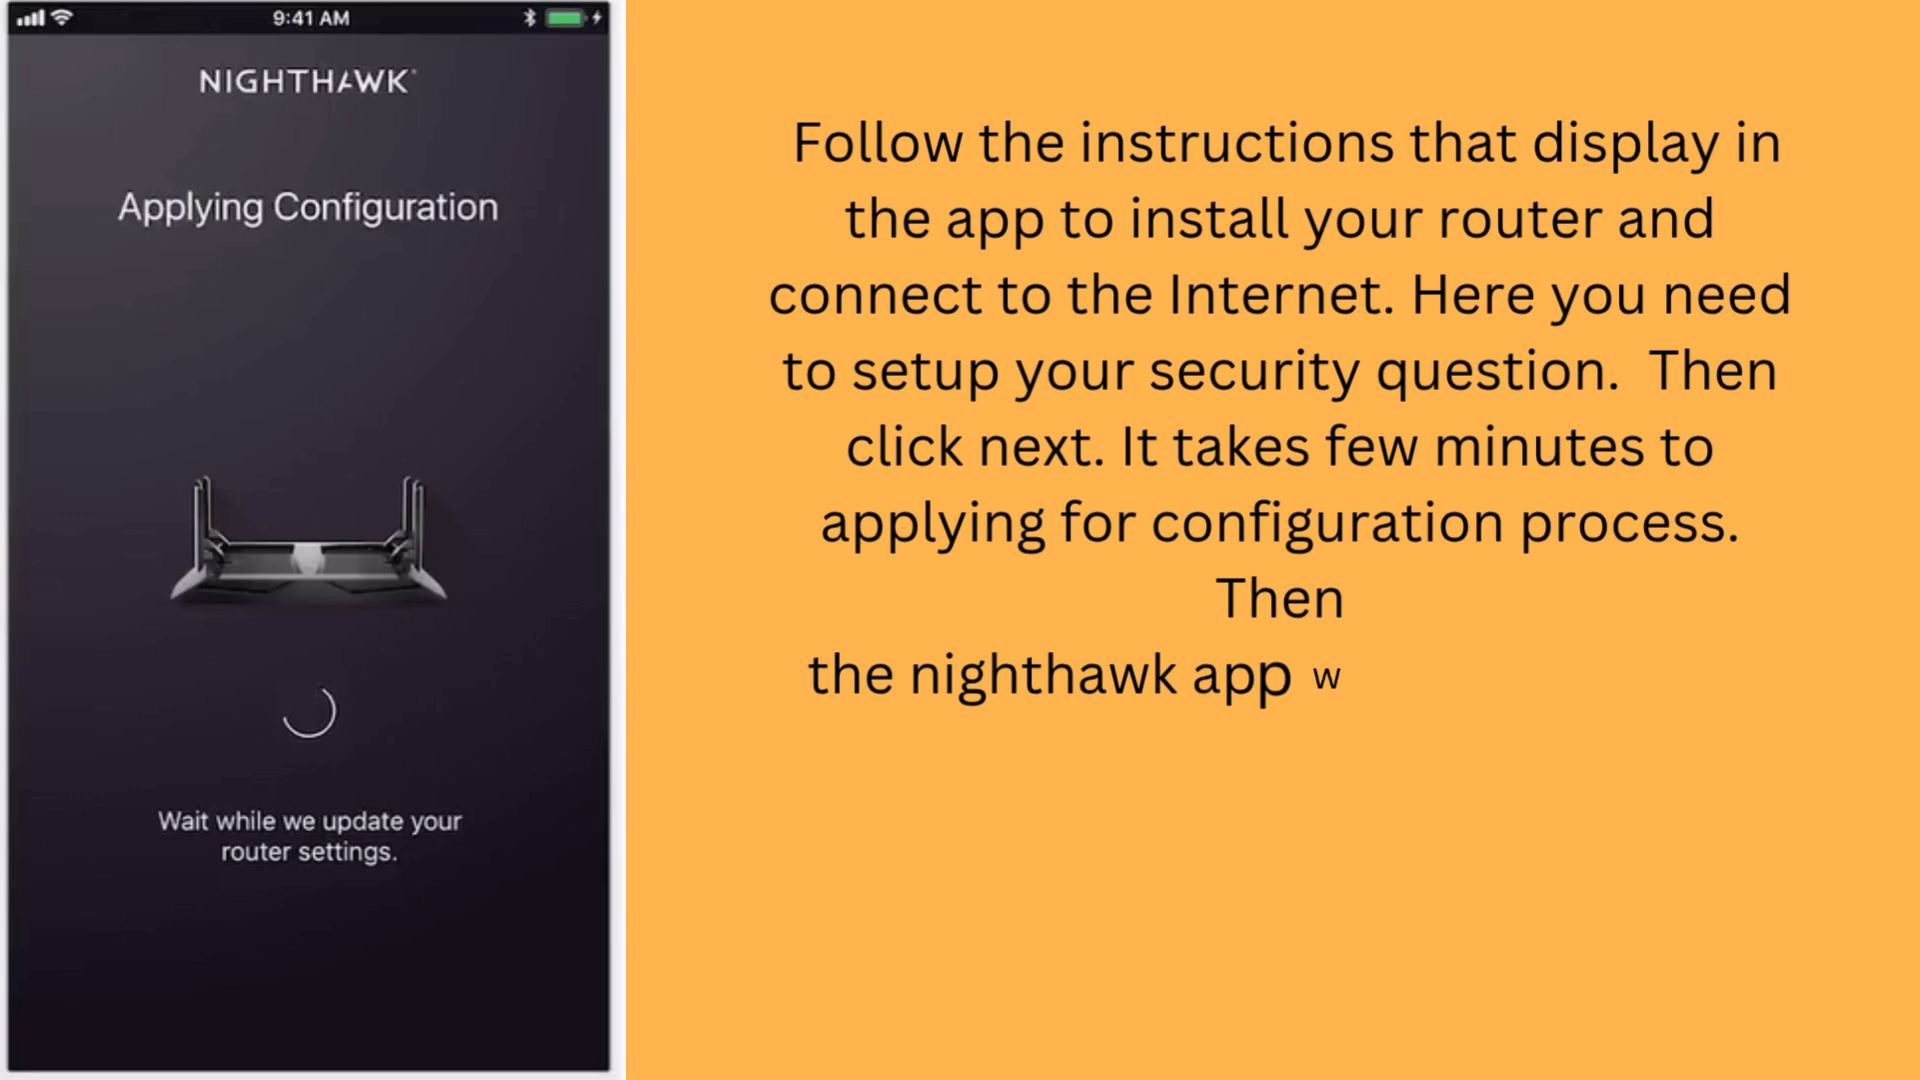 9:41 AM
NIGHTHAWK
Applying Configuration
Wait while we update your
router settings.
Follow the instructions that display in
the app to install your router and
connect to the Internet. Here you need
to setup your security question.  Then
click next. It takes few minutes to
applying for configuration process.
Then
the nighthawk app w